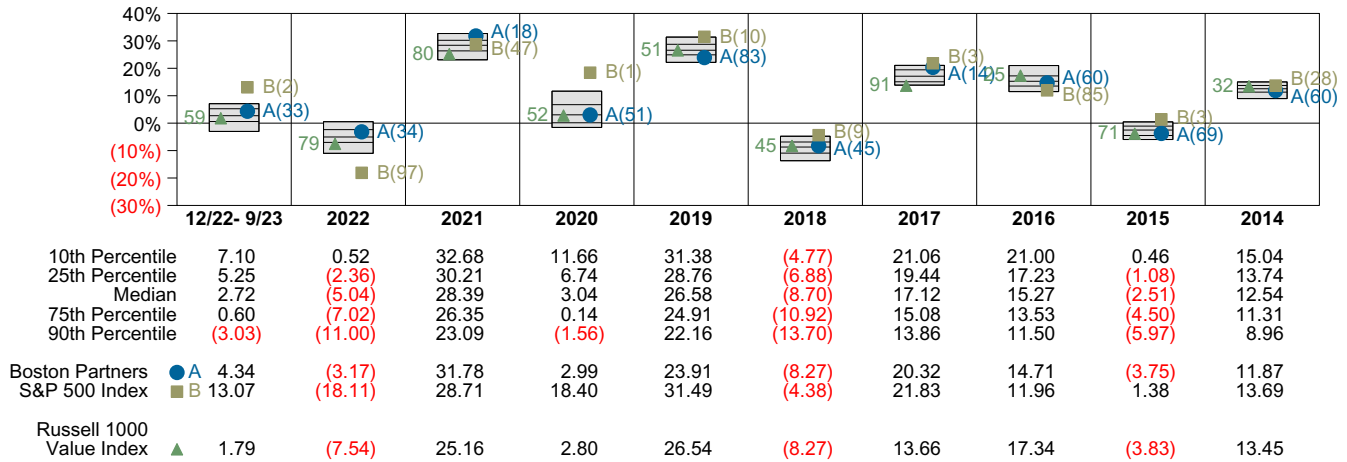 40%
30%
20%
10%
0%
(10%)
(20%)
(30%)
12/22- 9/23 2022 2021 2020 2019 2018 2017 2016 2015 2014
59 B(2) A(33)
79 A(34) B(97)
80 A(18) B(47)
52 B(1) A(51)
51 B(10) A(83)
45 B(9) A(45)
91 B(3) A(14)
25 A(60) B(85)
71 B(3) A(69)
32 B(28) A(60)
10th Percentile 7.10 0.52 32.68 11.66 31.38 (4.77) 21.06 21.00 0.46 15.04
25th Percentile 5.25 (2.36) 30.21 6.74 28.76 (6.88) 19.44 17.23 (1.08) 13.74
Median 2.72 (5.04) 28.39 3.04 26.58 (8.70) 17.12 15.27 (2.51) 12.54
75th Percentile 0.60 (7.02) 26.35 0.14 24.91 (10.92) 15.08 13.53 (4.50) 11.31
90th Percentile (3.03) (11.00) 23.09 (1.56) 22.16 (13.70) 13.86 11.50 (5.97) 8.96
Boston Partners A 4.34 (3.17) 31.78 2.99 23.91 (8.27) 20.32 14.71 (3.75) 11.87
S&P 500 Index B 13.07 (18.11) 28.71 18.40 31.49 (4.38) 21.83 11.96 1.38 13.69
Russell 1000
Value Index 1.79 (7.54) 25.16 2.80 26.54 (8.27) 13.66 17.34 (3.83) 13.45